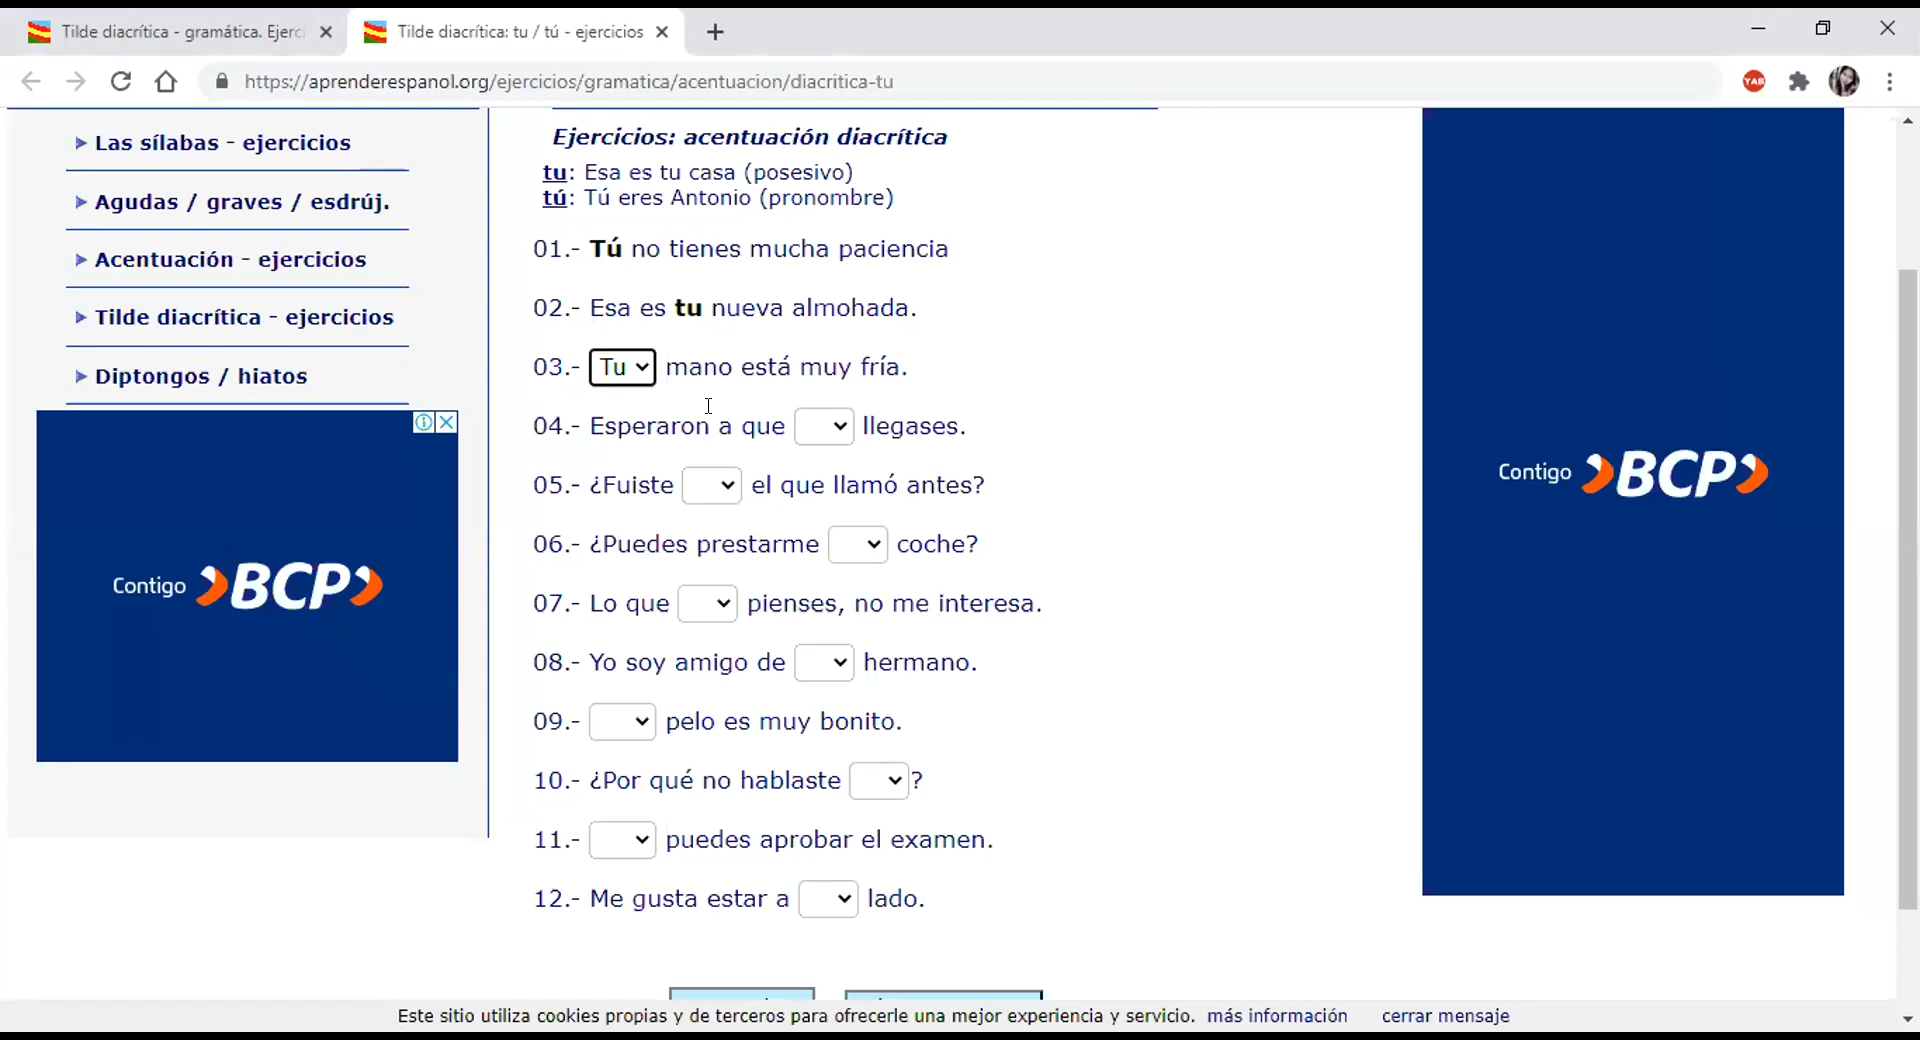 Tilde diacrítica - gramática. Ejerc
Tilde diacrítica: tu / tú - ejercicios
https://aprenderespanol.org/ejercicios/gramatica/acentuacion/diacritica-tu
YAB
Las sílabas - ejercicios
Agudas / graves / esdrúj.
Acentuación - ejercicios
Tilde diacrítica - ejercicios
Diptongos / hiatos
Contigo BCP
Ejercicios: acentuación diacrítica
tu: Esa es tu casa (posesivo)
tú: Tú eres Antonio (pronombre)
01.- Tú no tienes mucha paciencia
02.- Esa es tu nueva almohada.
03.- Tu mano está muy fría.
04.- Esperaron a que llegases.
05.- ¿Fuiste el que llamó antes?
06.- ¿Puedes prestarme coche?
07.- Lo que pienses, no me interesa.
08.- Yo soy amigo de hermano.
09.- pelo es muy bonito.
10.- ¿Por qué no hablaste ?
11.- puedes aprobar el examen.
12.- Me gusta estar a lado.
Contigo BCP
Este sitio utiliza cookies propias y de terceros para ofrecerle una mejor experiencia y servicio. más información cerrar mensaje